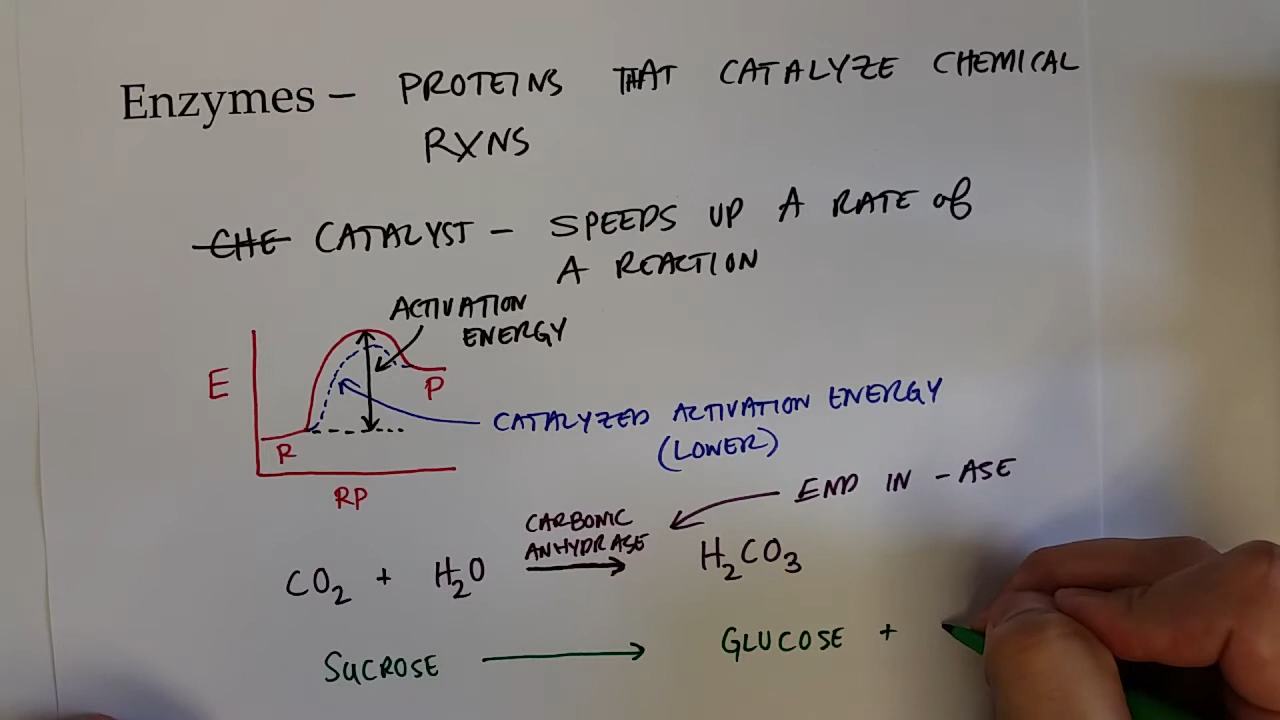 Enzymes – PROTEINS THAT CATALYZE CHEMICAL
RXNS
CHE CATALYST – SPEEDS UP A RATE of
A REACTION
ACTIVATION
ENERGY
E
P
R
RP
CATALYZED ACTIVATION ENERGY
(LOWER)
END IN -ASE
CARBONIC
ANHYDRASE
CO₂ + H₂O → H₂CO₃
SUCROSE → GLUCOSE +